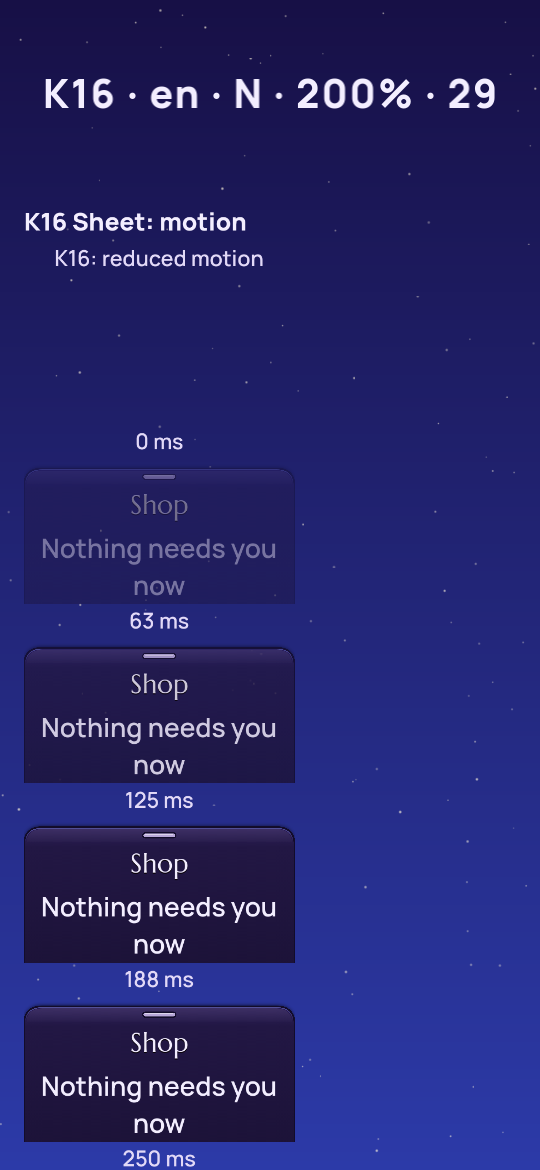 K16 · en · N · 200% · 29
K16 Sheet: motion
K16: reduced motion
0 ms
Shop
Nothing needs you
now
63 ms
Shop
Nothing needs you
now
125 ms
Shop
Nothing needs you
now
188 ms
Shop
Nothing needs you
now
250 ms